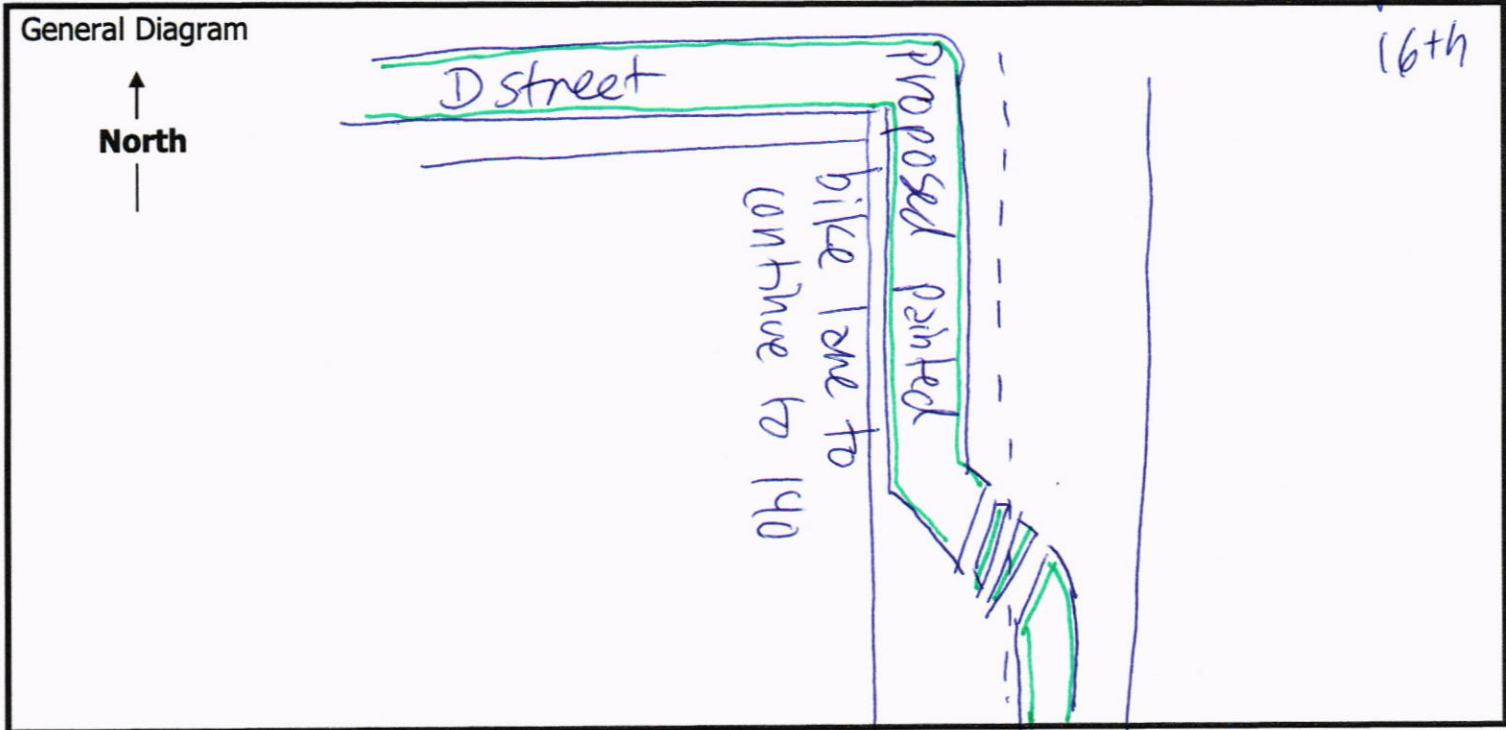 General Diagram
North
16th
D street
proposed painted
bike lane to
continue to 140